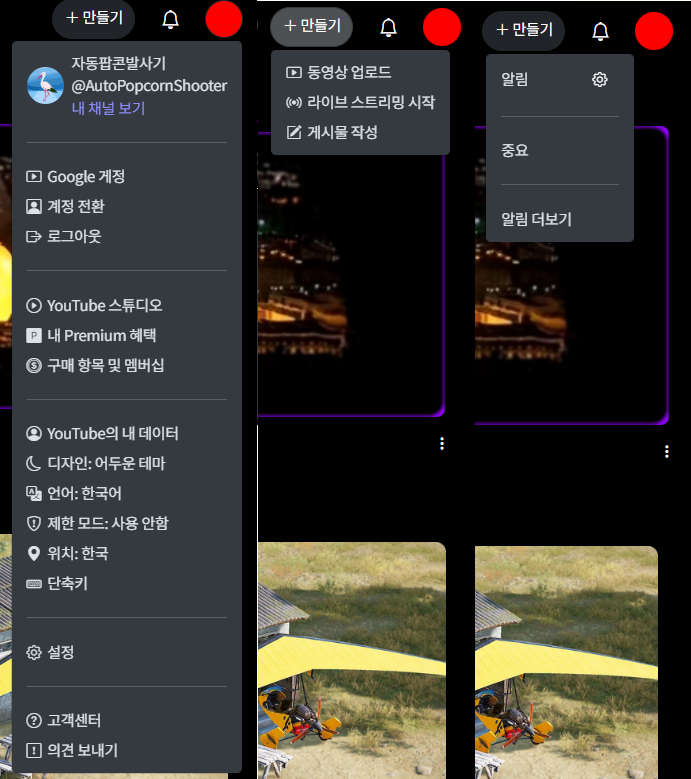 + 만들기
자동팝콘발사기
@AutoPopcornShooter
내 채널 보기
Google 계정
계정 전환
로그아웃
YouTube 스튜디오
P 내 Premium 혜택
구매 항목 및 멤버십
YouTube의 내 데이터
디자인: 어두운 테마
언어: 한국어
제한 모드: 사용 안함
위치: 한국
단축키
설정
고객센터
의견 보내기
+ 만들기
동영상 업로드
라이브 스트리밍 시작
게시물 작성
+ 만들기
알림
중요
알림 더보기